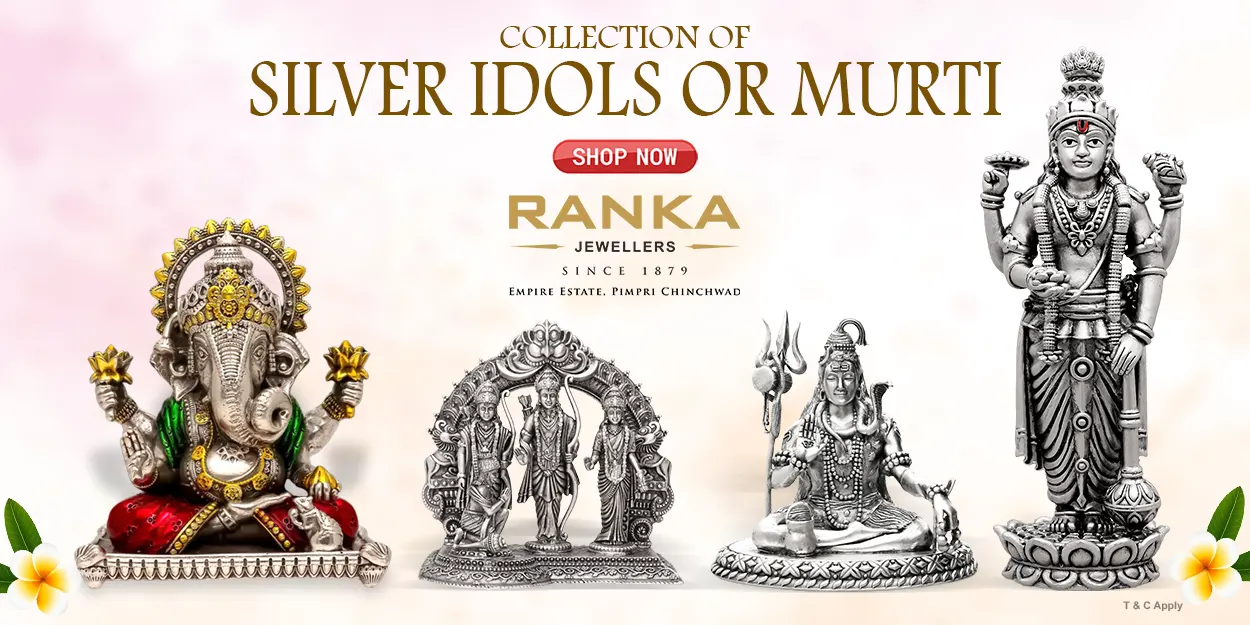 COLLECTION OF
SILVER IDOLS OR MURTI
SHOP NOW
RANKA
JEWELLERS
SINCE 1879
EMPIRE ESTATE, PIMPRI CHINCHWAD
T & C Apply